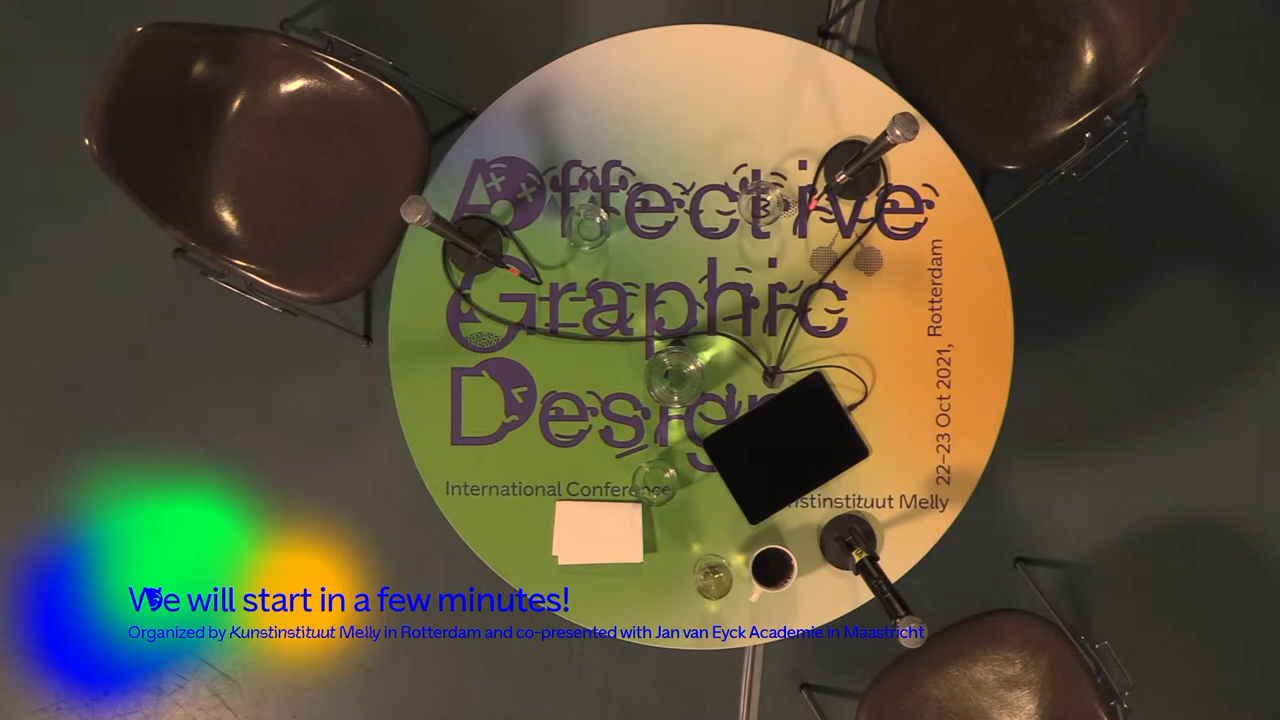 Affective
Graphic
Design
22–23 Oct 2021, Rotterdam
International Conference
Kunstinstituut Melly
We will start in a few minutes!
Organized by Kunstinstituut Melly in Rotterdam and co-presented with Jan van Eyck Academie in Maastricht